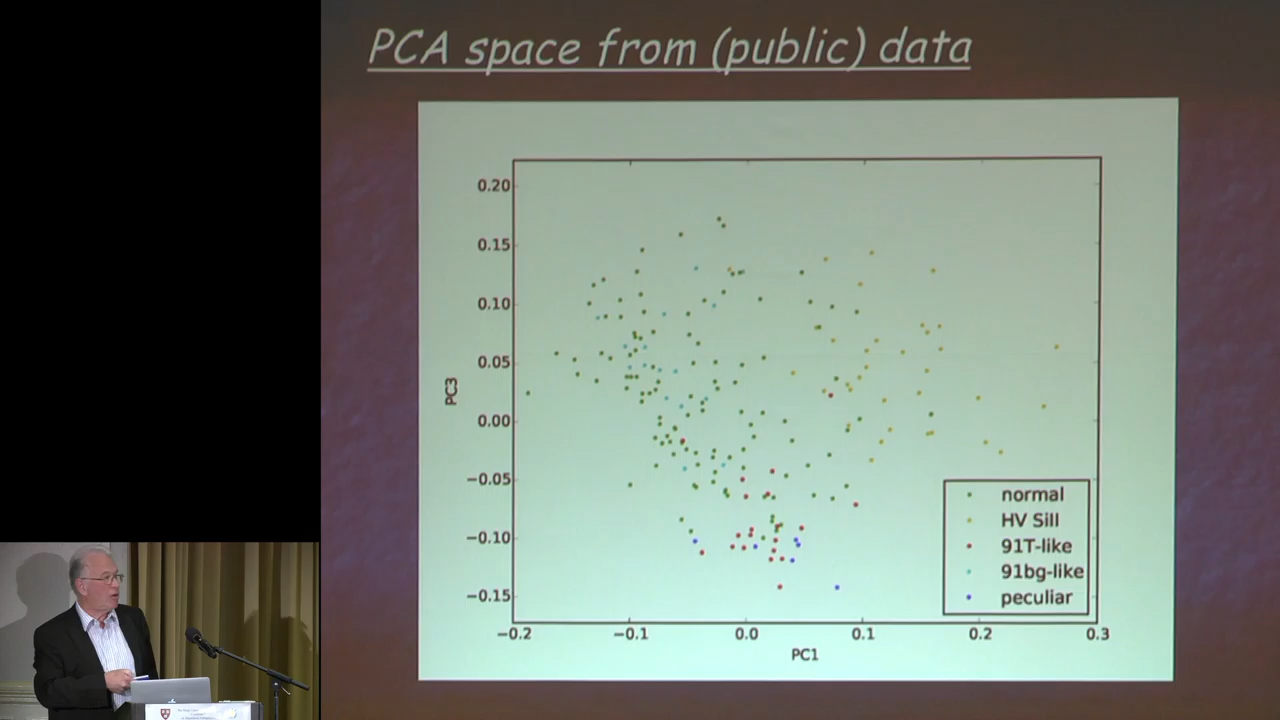 PCA space from (public) data
0.20
0.15
0.10
0.05
0.00
−0.05
−0.10
−0.15
PC3
−0.2
−0.1
0.0
0.1
0.2
0.3
PC1
normal
HV SiII
91T-like
91bg-like
peculiar